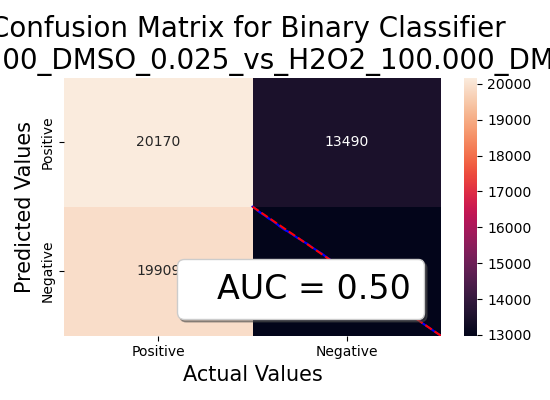 Confusion Matrix for Binary Classifier
00_DMSO_0.025_vs_H2O2_100.000_DM
Predicted Values
Positive
Negative
20170 13490
19909
AUC = 0.50
Positive Negative
Actual Values
20000
19000
18000
17000
16000
15000
14000
13000